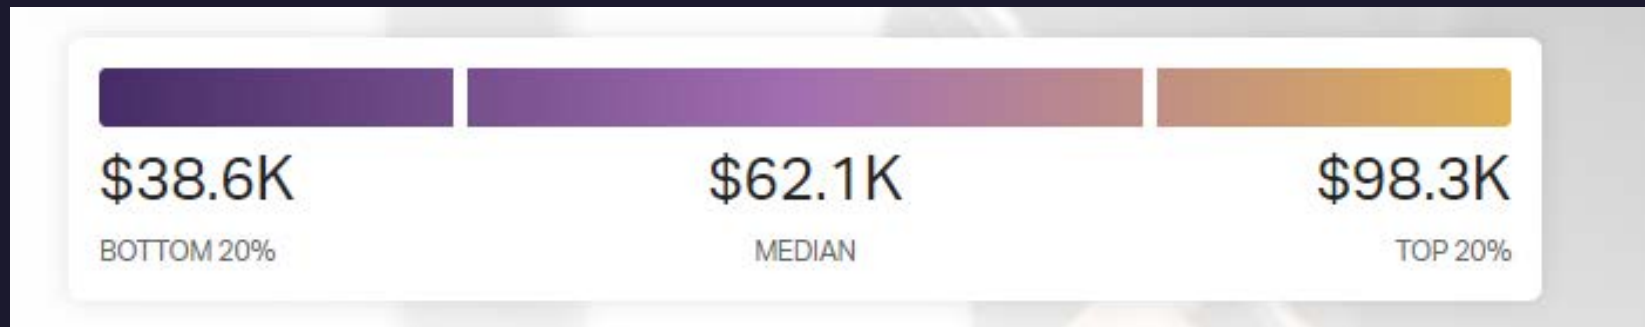 $38.6K $62.1K $98.3K
BOTTOM 20% MEDIAN TOP 20%